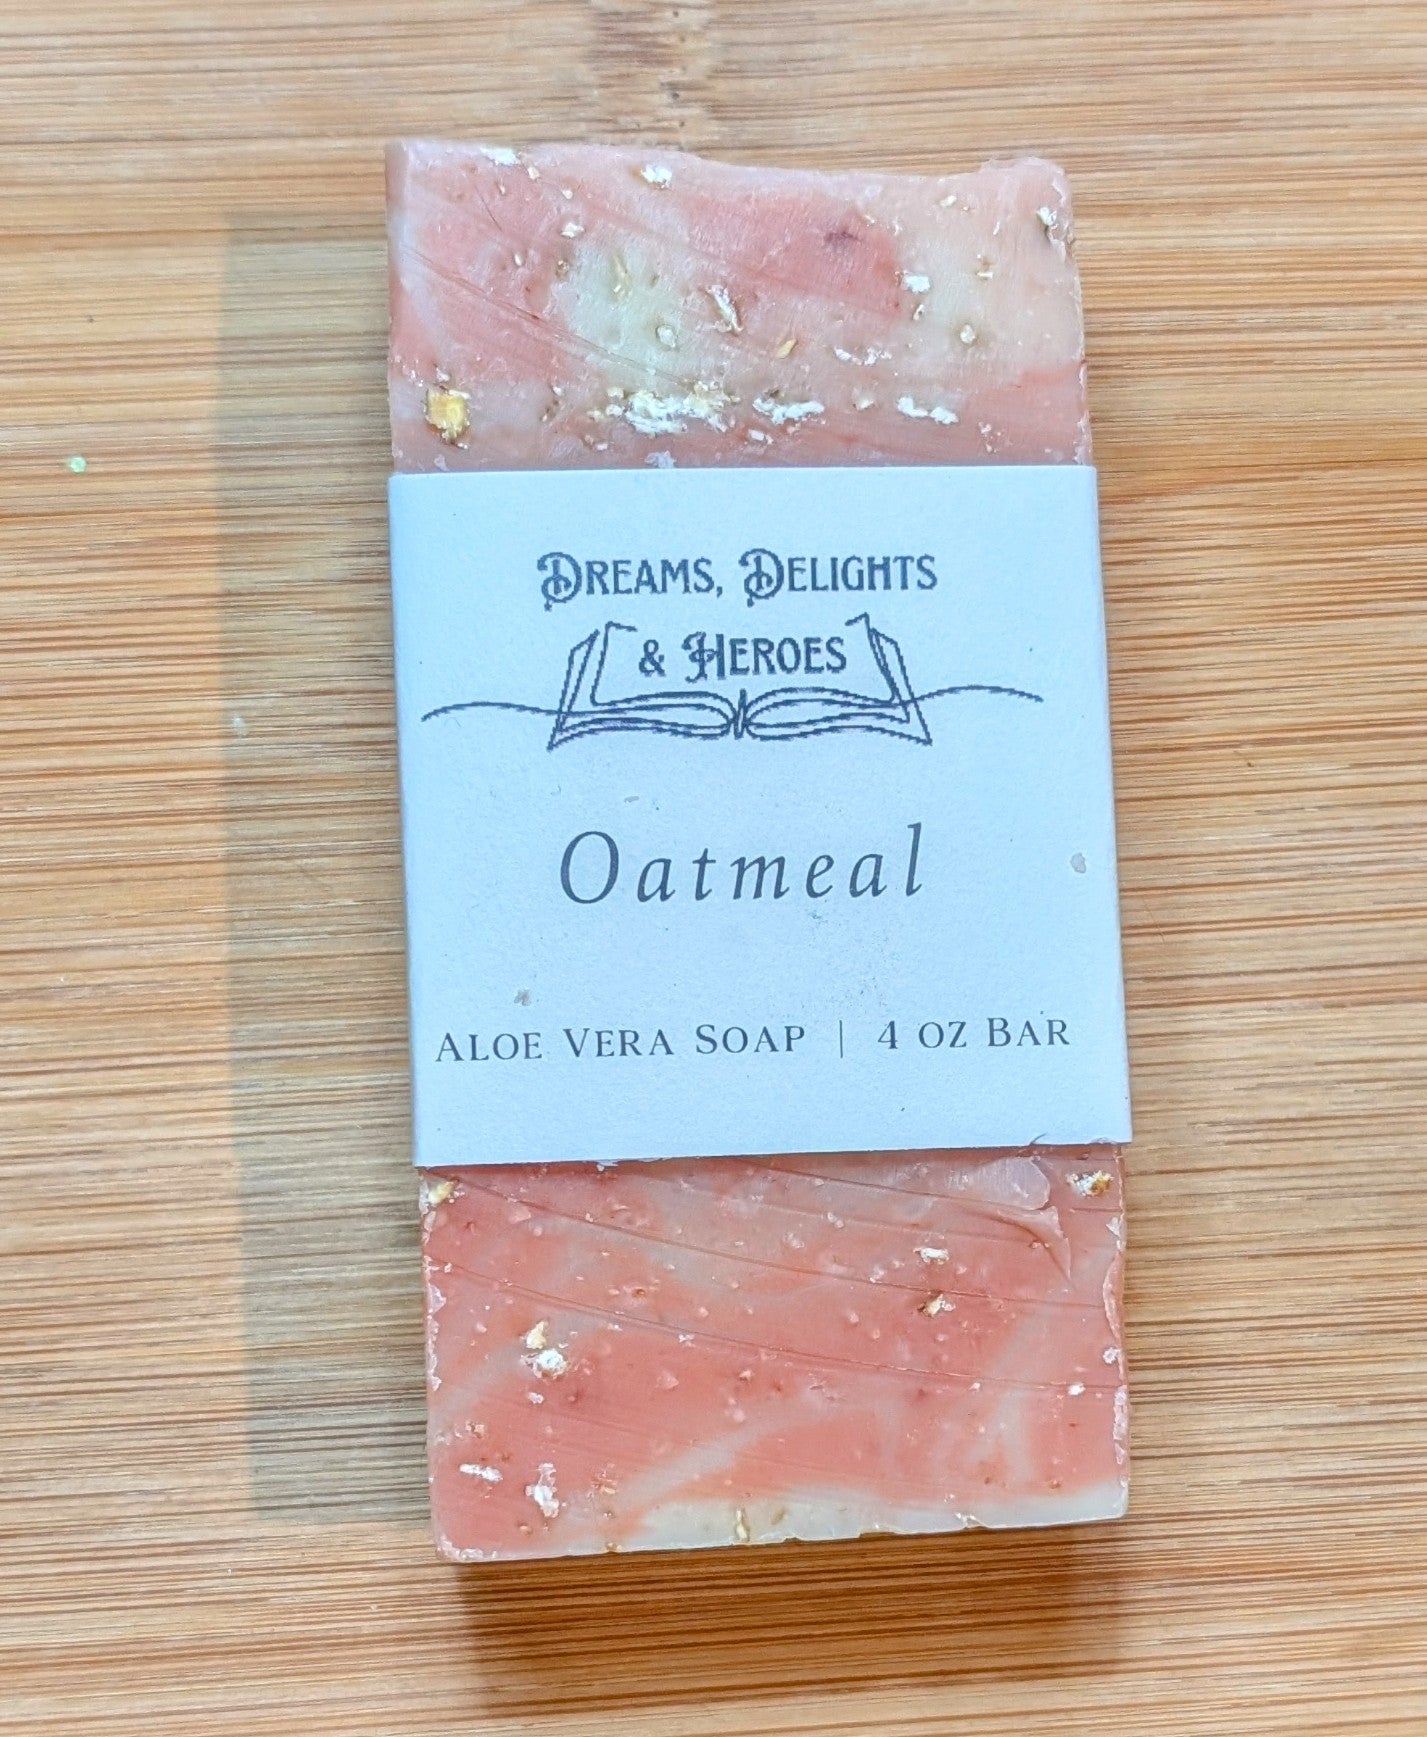 Dreams, Delights
& Heroes
Oatmeal
Aloe Vera Soap | 4 oz Bar